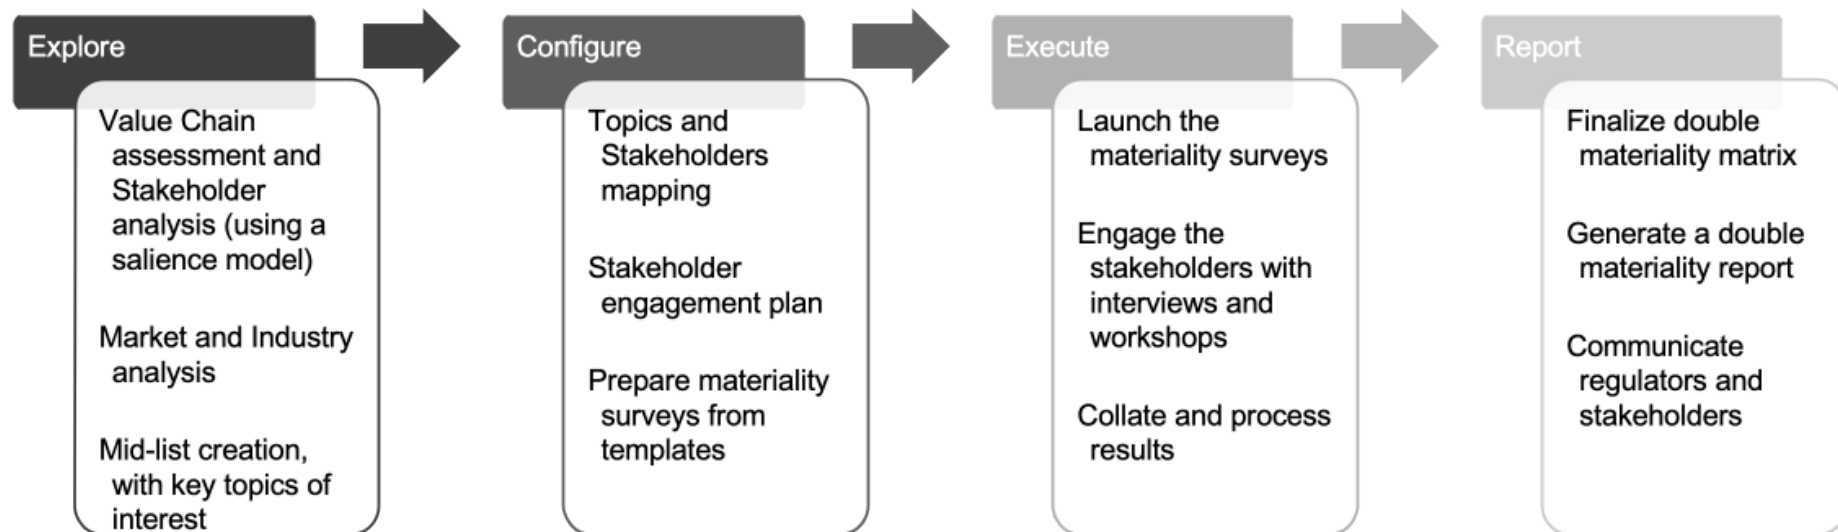 Explore
Value Chain
assessment and
Stakeholder
analysis (using a
salience model)
Market and Industry
analysis
Mid-list creation,
with key topics of
interest
Configure
Topics and
Stakeholders
mapping
Stakeholder
engagement plan
Prepare materiality
surveys from
templates
Execute
Launch the
materiality surveys
Engage the
stakeholders with
interviews and
workshops
Collate and process
results
Report
Finalize double
materiality matrix
Generate a double
materiality report
Communicate
regulators and
stakeholders